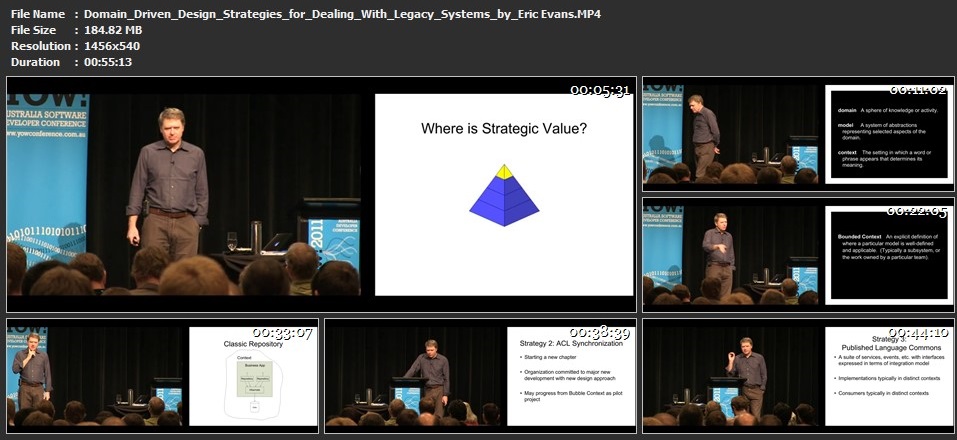 File Name : Domain_Driven_Design_Strategies_for_Dealing_With_Legacy_Systems_by_Eric Evans.MP4
File Size : 184.82 MB
Resolution : 1456x540
Duration : 00:55:13
00:05:31
YOW!
AUSTRALIA SOFTWARE
DEVELOPER CONFERENCE
www.yowconference.com.au
2011
Where is Strategic Value?
00:11:02
domain A sphere of knowledge or activity.
model A system of abstractions
representing selected aspects of the
domain.
context The setting in which a word or
phrase appears that determines its
meaning.
00:22:05
Bounded Context An explicit definition of
where a particular model is well-defined
and applicable. (Typically a subsystem, or
the work owned by a particular team).
00:33:07
Classic Repository
Context
Business App
00:38:39
Strategy 2: ACL Synchronization
• Starting a new chapter
• Organization committed to major new
development with new design approach
• May progress from Bubble Context as pilot
project
00:44:10
Strategy 3:
Published Language Commons
• A suite of services, events, etc. with interfaces
expressed in terms of integration model
• Implementations typically in distinct contexts
• Consumers typically in distinct contexts